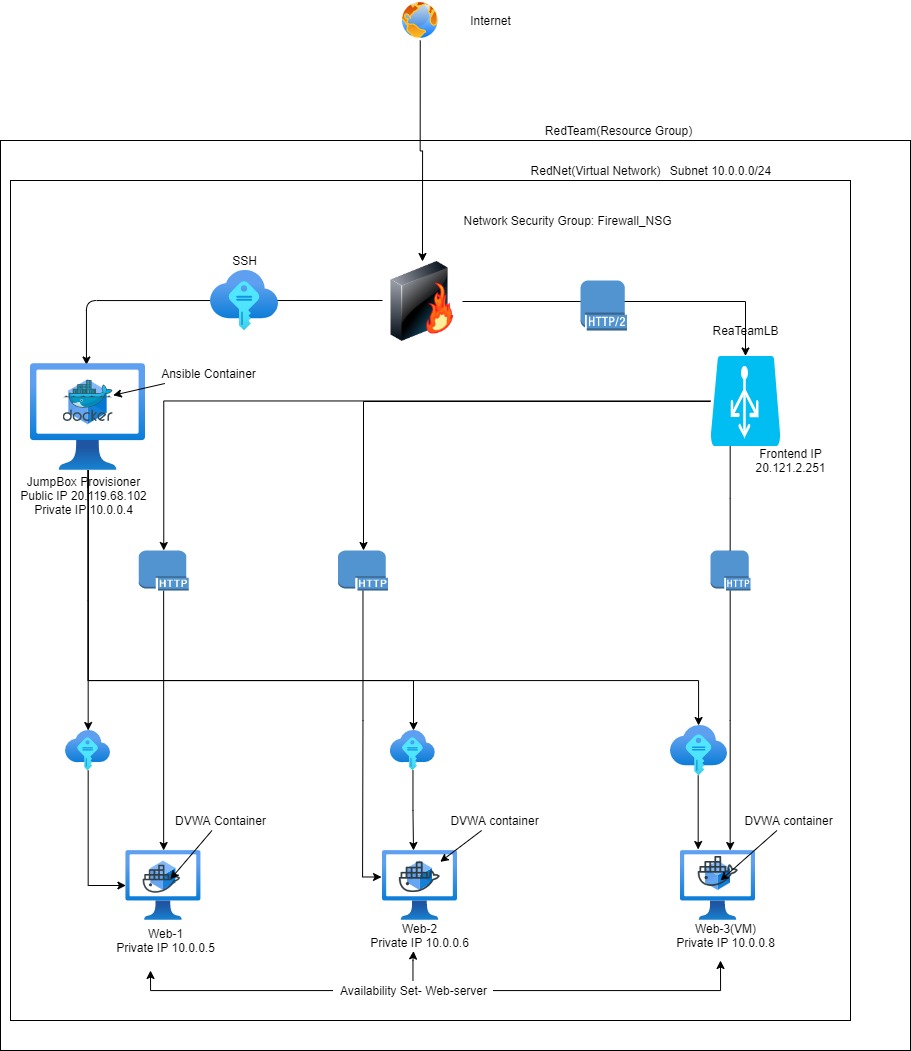 Internet
RedTeam(Resource Group)
RedNet(Virtual Network) Subnet 10.0.0.0/24
Network Security Group: Firewall_NSG
SSH
HTTP/2
ReaTeamLB
Ansible Container
docker
Frontend IP
20.121.2.251
JumpBox Provisioner
Public IP 20.119.68.102
Private IP 10.0.0.4
HTTP
HTTP
HTTP
DVWA Container
DVWA container
DVWA container
Web-1
Private IP 10.0.0.5
Web-2
Private IP 10.0.0.6
Web-3(VM)
Private IP 10.0.0.8
Availability Set- Web-server